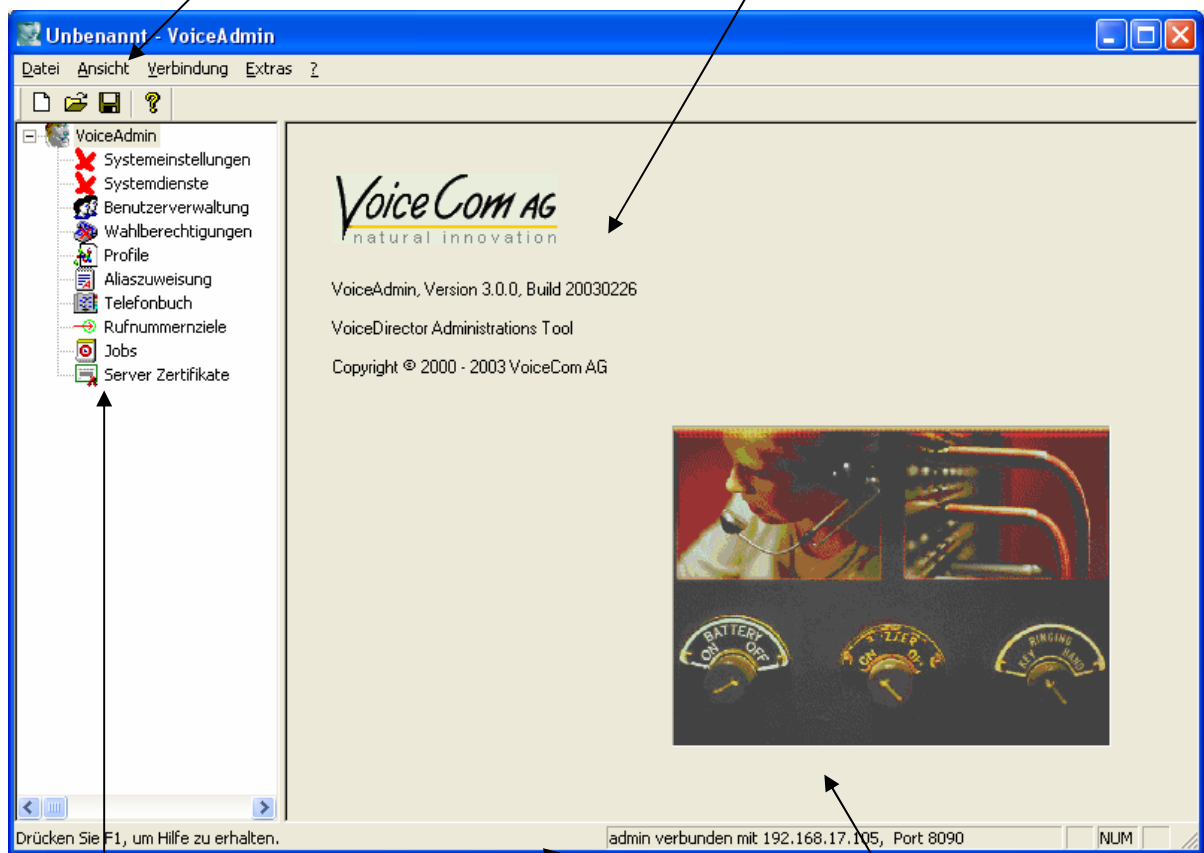 Unbenannt - VoiceAdmin
Datei Ansicht Verbindung Extras ?
VoiceAdmin
Systemeinstellungen
Systemdienste
Benutzerverwaltung
Wahlberechtigungen
Profile
Aliaszuweisung
Telefonbuch
Rufnummernziele
Jobs
Server Zertifikate
VoiceCom AG
natural innovation
VoiceAdmin, Version 3.0.0, Build 20030226
VoiceDirector Administrations Tool
Copyright © 2000 - 2003 VoiceCom AG
BATTERY
ON OFF
ON
RINGING
KEY HAND
Drücken Sie F1, um Hilfe zu erhalten.
admin verbunden mit 192.168.17.105, Port 8090
NUM